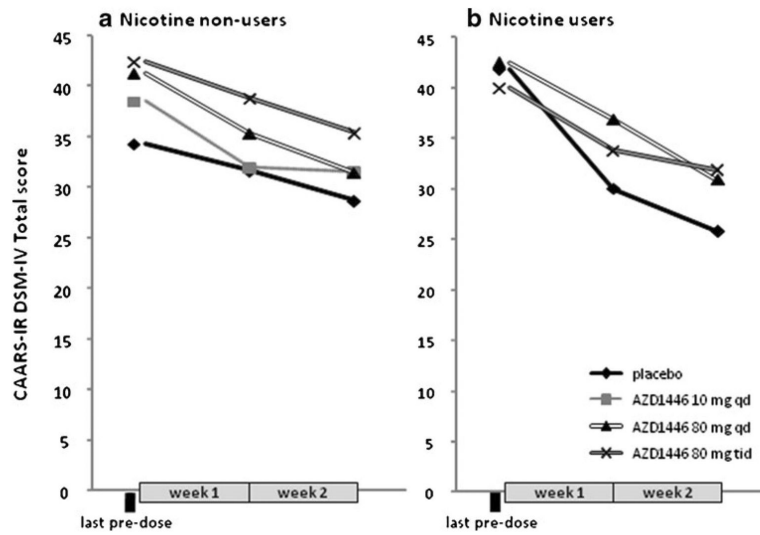 a Nicotine non-users
b Nicotine users
CAARS-IR DSM-IV Total score
45
40
35
30
25
20
15
10
5
0
week 1
week 2
last pre-dose
45
40
35
30
25
20
15
10
5
0
placebo
AZD1446 10 mg qd
AZD1446 80 mg qd
AZD1446 80 mg tid
week 1
week 2
last pre-dose